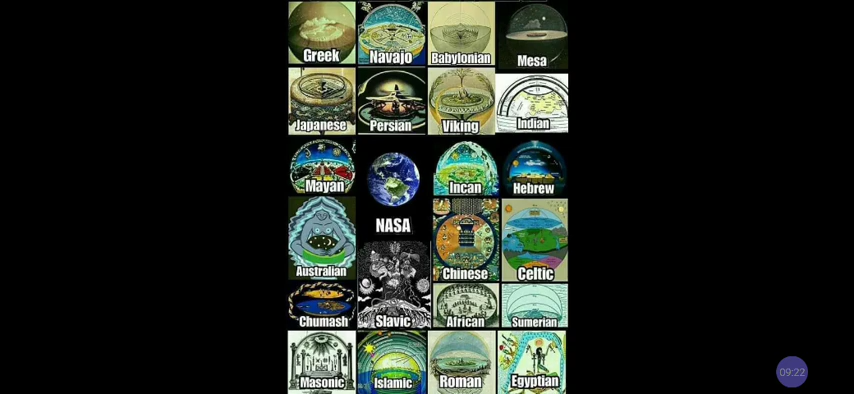 Greek Navajo Babylonian Mesa
Japanese Persian Viking Indian
Mayan Incan Hebrew
NASA
Australian Chinese Celtic
Chumash Slavic African Sumerian
Masonic Islamic Roman Egyptian
09:22